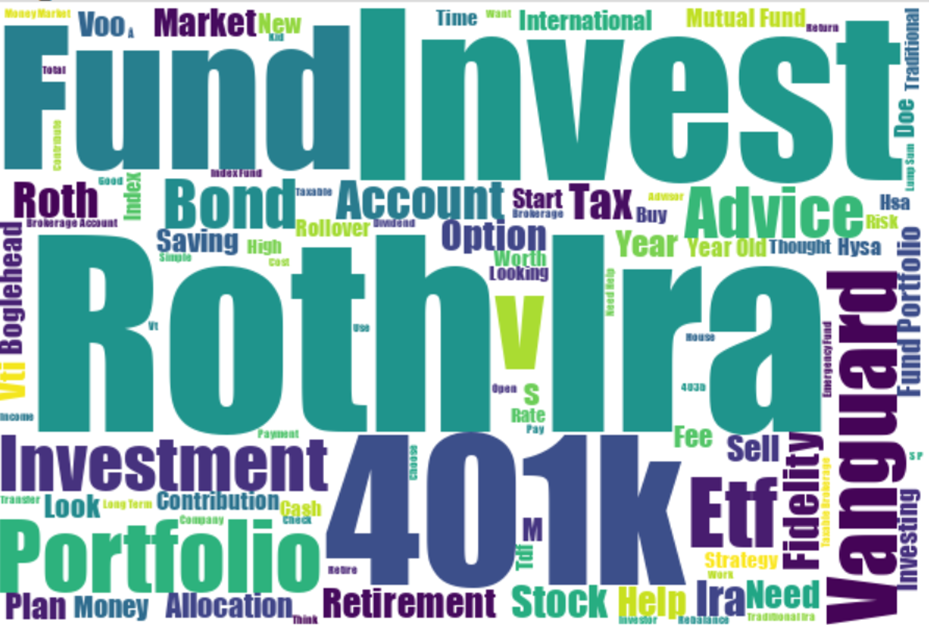 Money Market
Voo
A
Market
New
Kid
Time
Want
International
Mutual Fund
Return
Traditional
Fund
Invest
Total
Contribute
Doe
Lump Sum
Good
Index
Index Fund
Roth
Brokerage Account
Bond
Taxable
Account
Start
Brokerage
Tax
Buy
Advisor
Advice
Hsa
Risk
Saving
Simple
High
Cost
Rollover
Dividend
Option
Worth
Looking
Year
Year Old
Thought
Hysa
Boglehead
Roth Ira
Vt
Use
V
Need Help
House
403b
Emergency Fund
Vanguard
Fund Portfolio
Vti
Income
Open
S
Rate
Pay
Payment
Fee
Sell
Fidelity
S P
Investment
401k
Choose
Etf
Taxable Brokerage
Investing
Transfer
Look
Long Term
Contribution
Cash
Check
Company
Portfolio
M
Tdf
Strategy
Work
Retire
Plan
Money
Allocation
Think
Retirement
Stock
Help
Investor
Ira
Rebalance
Need
Traditional Ira